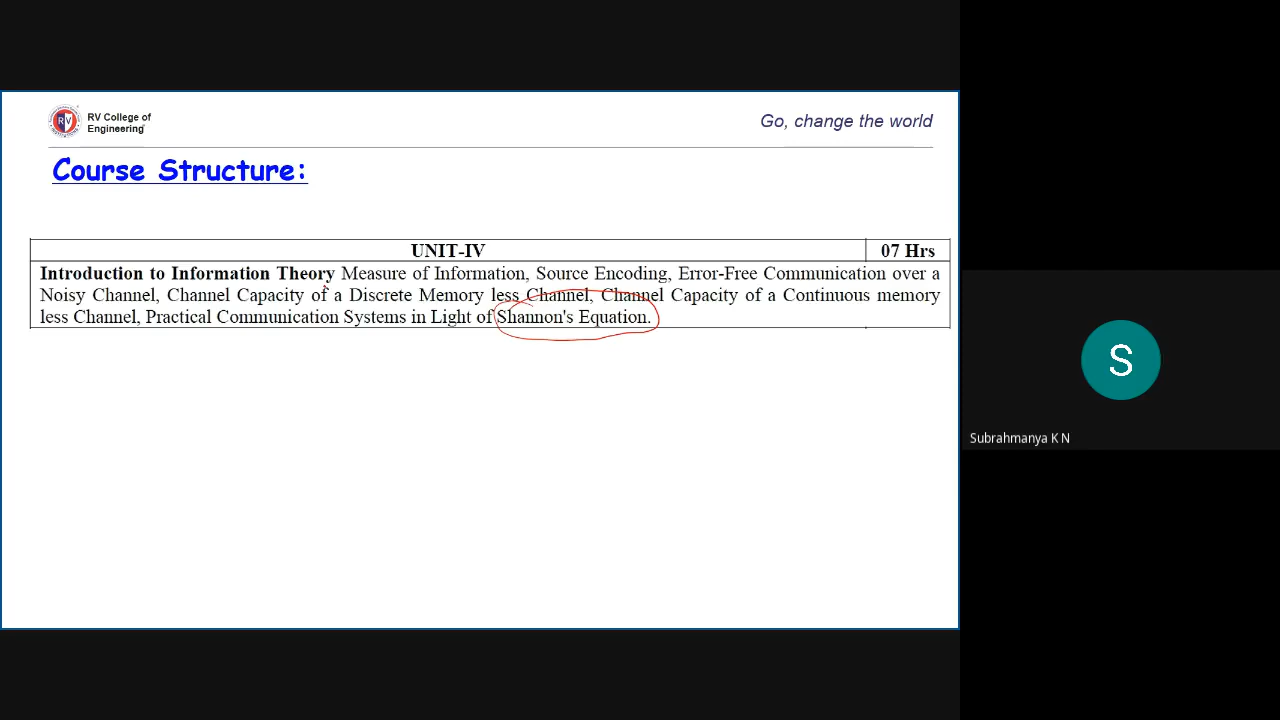 RV College of
Engineering
Go, change the world
Course Structure:
UNIT-IV 07 Hrs
Introduction to Information Theory Measure of Information, Source Encoding, Error-Free Communication over a
Noisy Channel, Channel Capacity of a Discrete Memory less Channel, Channel Capacity of a Continuous memory
less Channel, Practical Communication Systems in Light of Shannon's Equation.
S
Subrahmanya K N